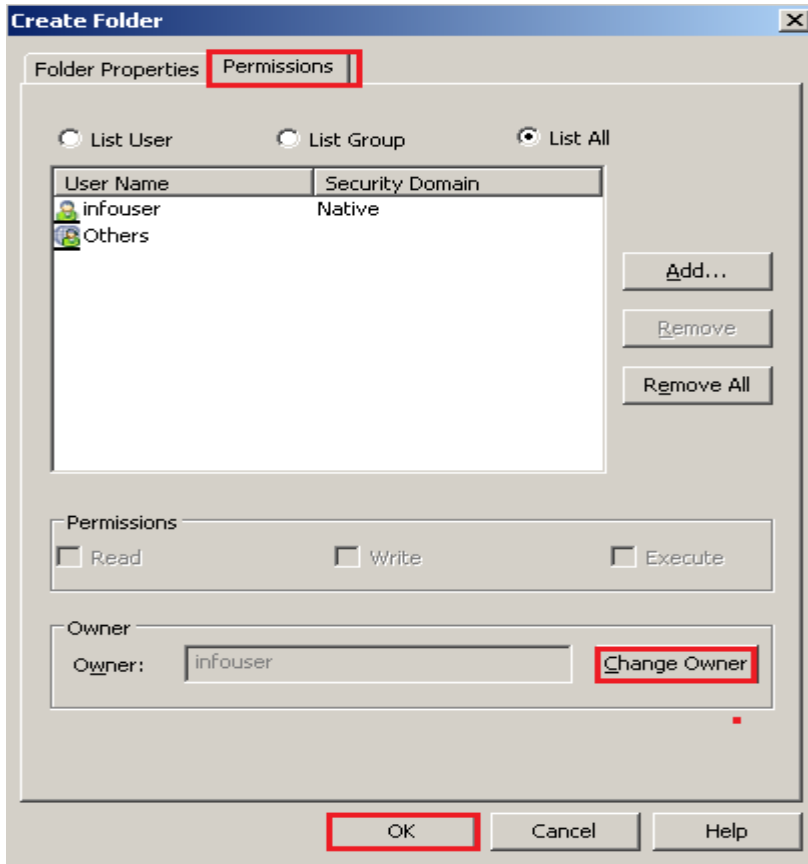 Create Folder
Folder Properties Permissions
List User List Group List All
User Name Security Domain
infouser Native
Others
Add...
Remove
Remove All
Permissions
Read Write Execute
Owner
Owner: infouser Change Owner
OK Cancel Help